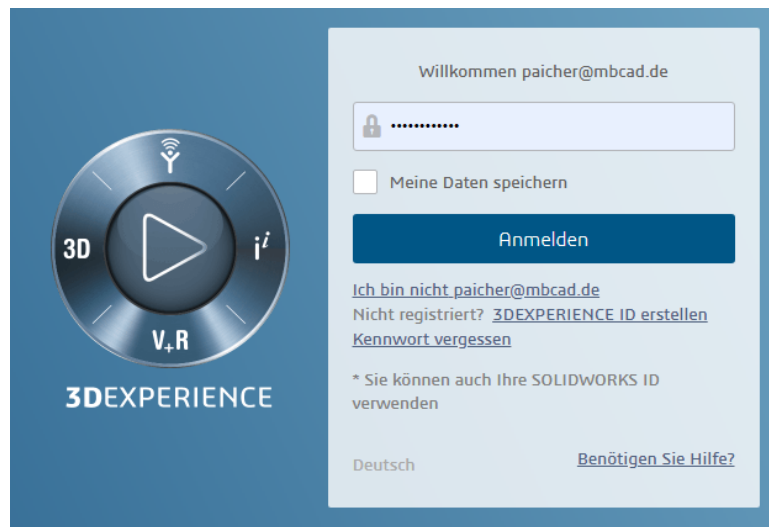 Willkommen paicher@mbcad.de
••••••••••••
Meine Daten speichern
Anmelden
Ich bin nicht paicher@mbcad.de
Nicht registriert? 3DEXPERIENCE ID erstellen
Kennwort vergessen
* Sie können auch Ihre SOLIDWORKS ID
verwenden
Deutsch
Benötigen Sie Hilfe?
3D
i i
V+R
3DEXPERIENCE